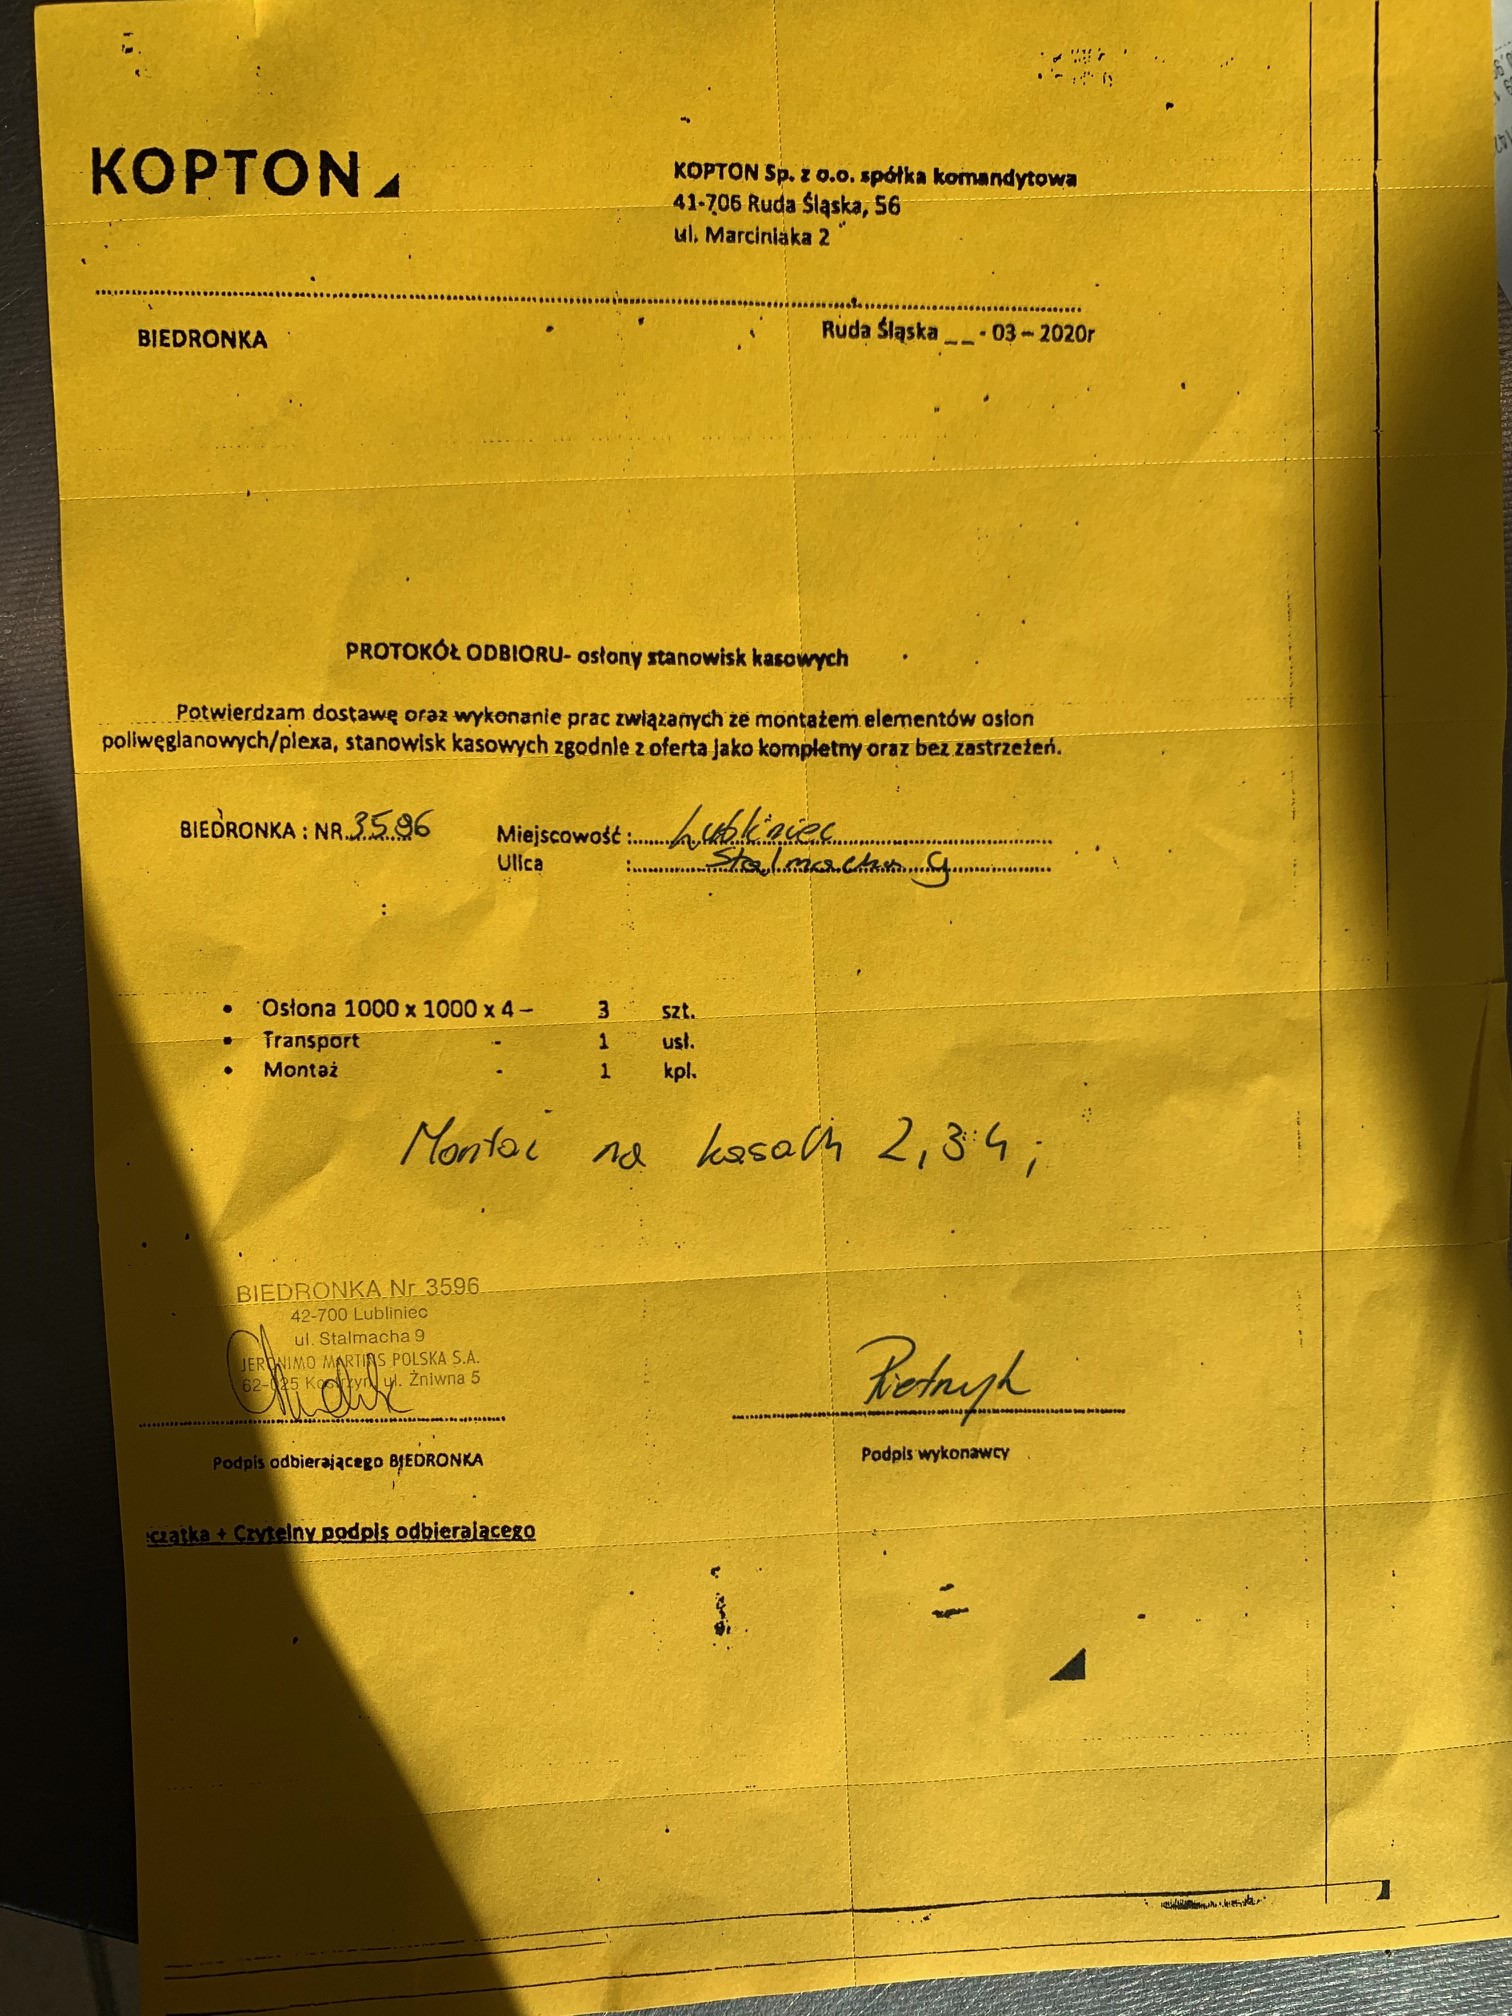 KOPTON
KOPTON Sp. z o.o. spółka komandytowa
41-706 Ruda Śląska, 56
ul. Marciniaka 2
BIEDRONKA
Ruda Śląska _ _ - 03 – 2020r
PROTOKÓŁ ODBIORU- osłony stanowisk kasowych
Potwierdzam dostawę oraz wykonanie prac związanych ze montażem elementów osłon
poliwęglanowych/plexa, stanowisk kasowych zgodnie z oferta jako kompletny oraz bez zastrzeżeń.
BIEDRONKA : NR 3596 Miejscowość : Lubliniec
Ulica : Stalmacha 9
• Osłona 1000 x 1000 x 4 – 3 szt.
• Transport - 1 usł.
• Montaż - 1 kpl.
Montaż na kasach 2,3 4;
BIEDRONKA Nr 3596
42-700 Lubliniec
ul. Stalmacha 9
JERONIMO MARTINS POLSKA S.A.
62-025 Kostrzyn, ul. Żniwna 5
Pietrzyk
Podpis odbierającego BIEDRONKA
Podpis wykonawcy
czątka + Czytelny podpis odbierającego